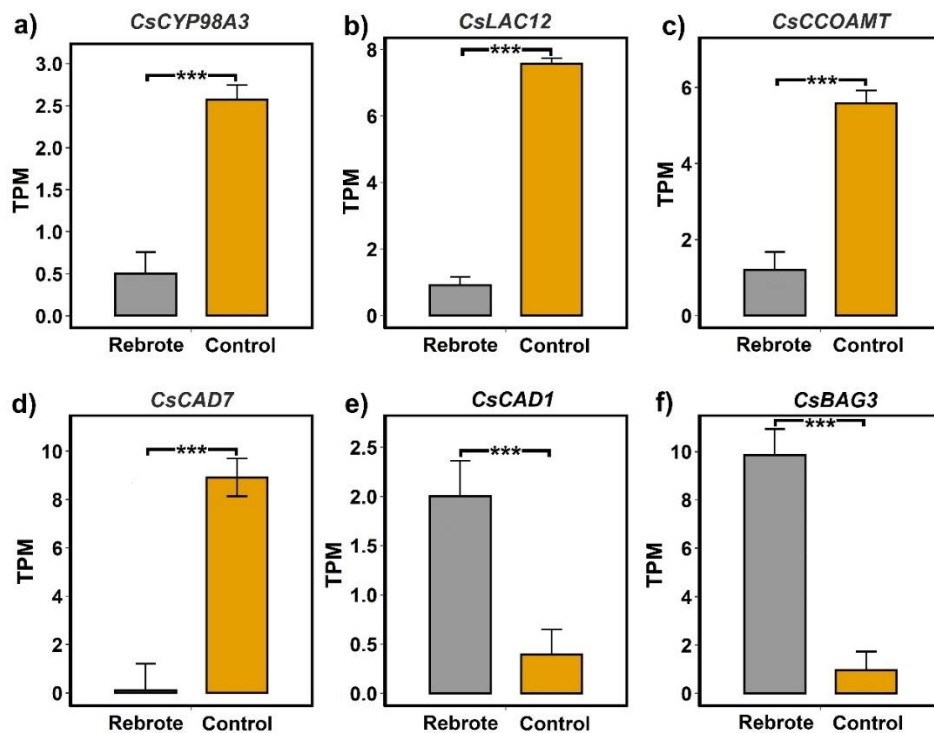 a) CsCYP98A3
TPM
3.0
2.5
2.0
1.5
1.0
0.5
0.0
***
Rebrote Control
b) CsLAC12
TPM
8
6
4
2
0
***
Rebrote Control
c) CsCCOAMT
TPM
6
4
2
0
***
Rebrote Control
d) CsCAD7
TPM
10
8
6
4
2
0
***
Rebrote Control
e) CsCAD1
TPM
2.5
2.0
1.5
1.0
0.5
0.0
***
Rebrote Control
f) CsBAG3
TPM
10
8
6
4
2
0
***
Rebrote Control